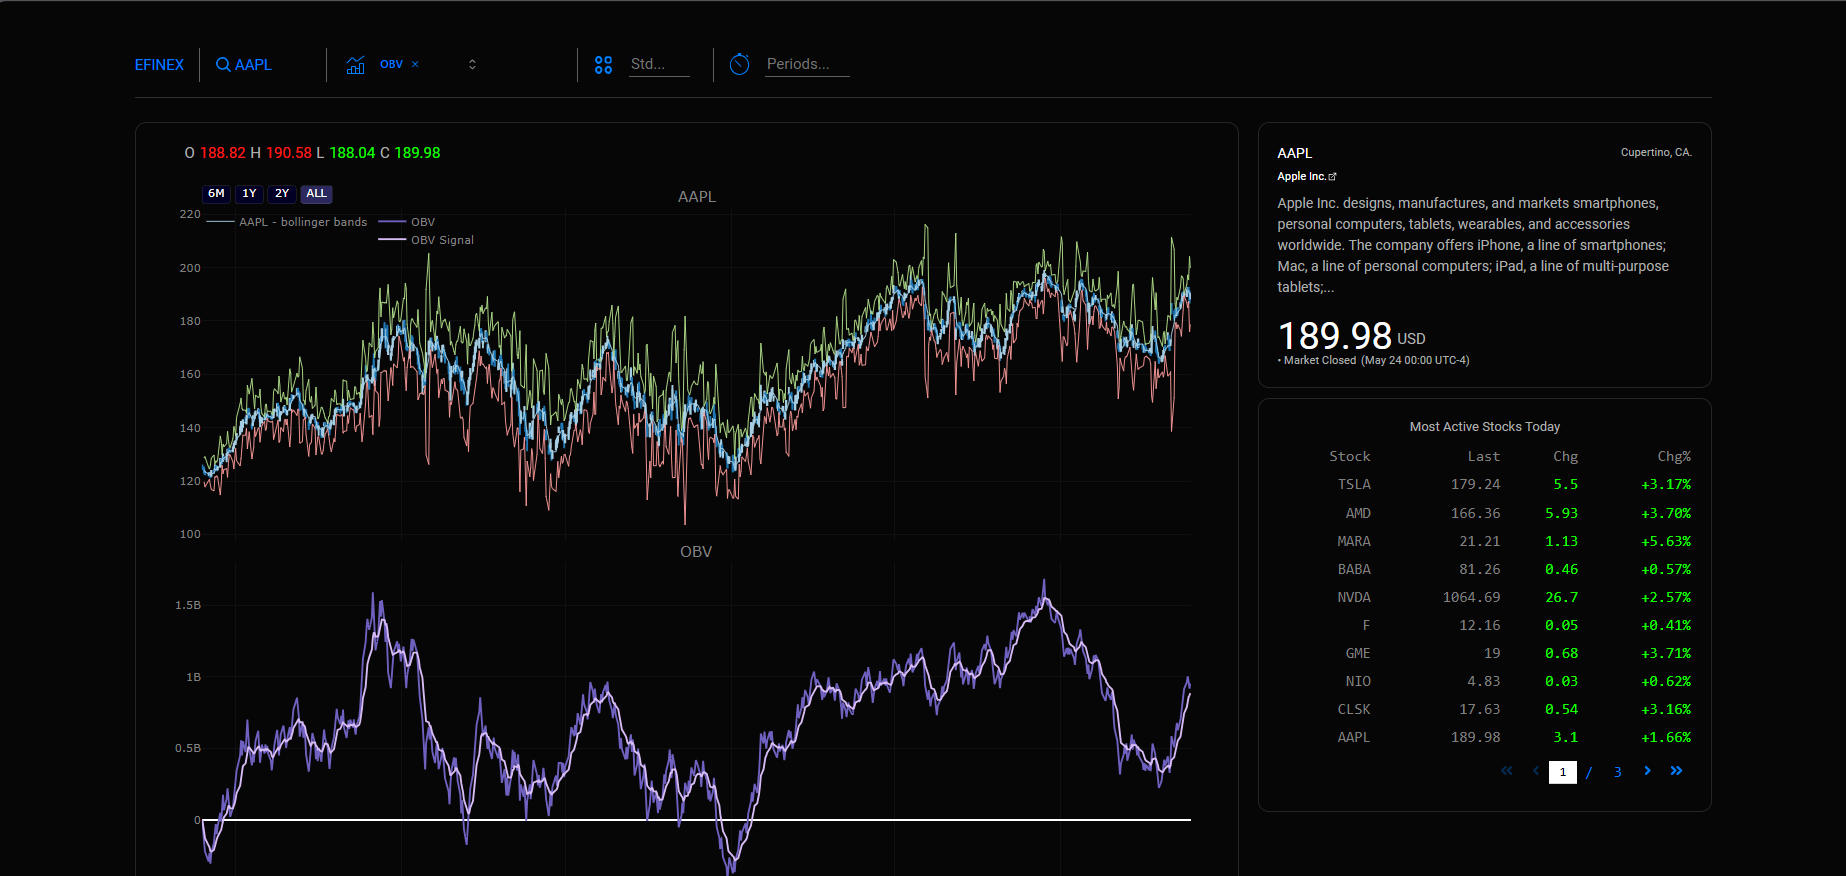 EFINEX AAPL OBV × Std... Periods...
O 188.82 H 190.58 L 188.04 C 189.98
6M 1Y 2Y ALL
AAPL
AAPL - bollinger bands OBV
OBV Signal
220
200
180
160
140
120
100
OBV
1.5B
1B
0.5B
0
AAPL Cupertino, CA.
Apple Inc.
Apple Inc. designs, manufactures, and markets smartphones,
personal computers, tablets, wearables, and accessories
worldwide. The company offers iPhone, a line of smartphones;
Mac, a line of personal computers; iPad, a line of multi-purpose
tablets;...
189.98 USD
• Market Closed (May 24 00:00 UTC-4)
Most Active Stocks Today
Stock Last Chg Chg%
TSLA 179.24 5.5 +3.17%
AMD 166.36 5.93 +3.70%
MARA 21.21 1.13 +5.63%
BABA 81.26 0.46 +0.57%
NVDA 1064.69 26.7 +2.57%
F 12.16 0.05 +0.41%
GME 19 0.68 +3.71%
NIO 4.83 0.03 +0.62%
CLSK 17.63 0.54 +3.16%
AAPL 189.98 3.1 +1.66%
« ‹ 1 / 3 › »